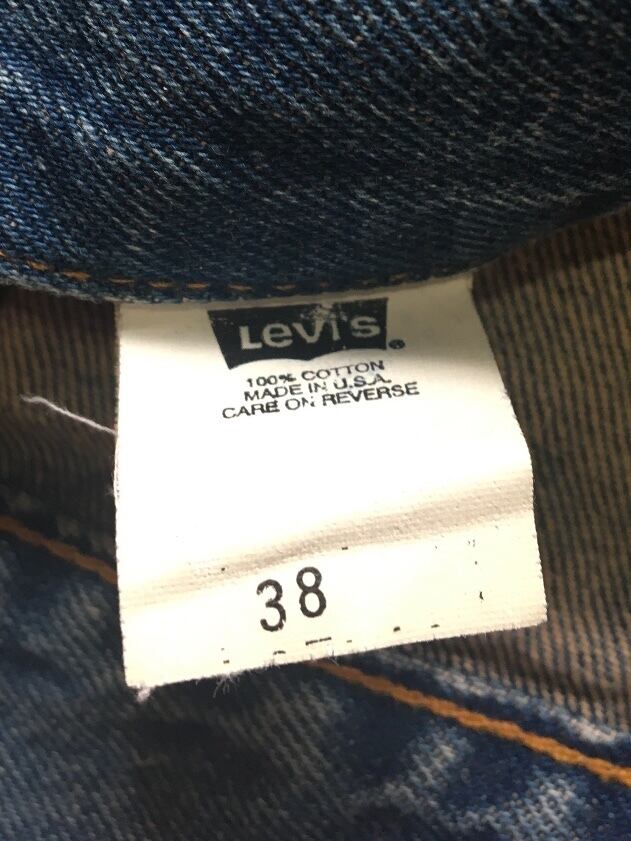 Levi's®
100% COTTON
MADE IN U.S.A.
CARE ON REVERSE
38